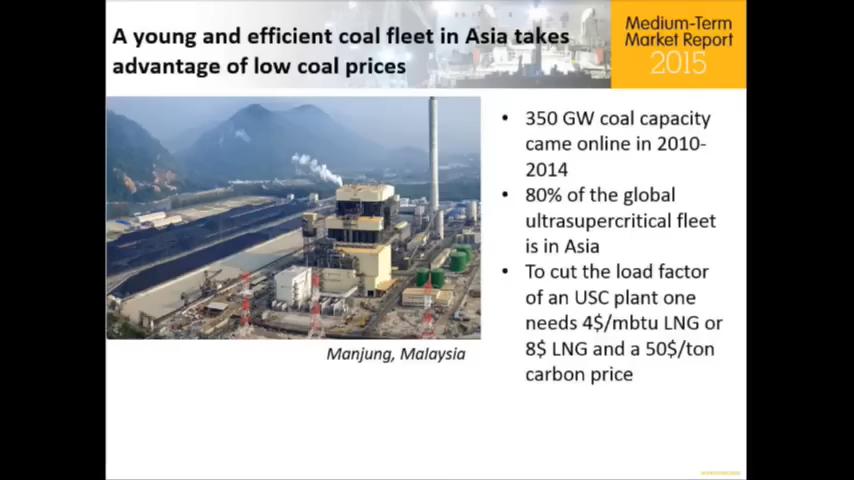 A young and efficient coal fleet in Asia takes
advantage of low coal prices
Medium-Term
Market Report
2015
• 350 GW coal capacity
came online in 2010-
2014
• 80% of the global
ultrasupercritical fleet
is in Asia
• To cut the load factor
of an USC plant one
needs 4$/mbtu LNG or
8$ LNG and a 50$/ton
carbon price
Manjung, Malaysia